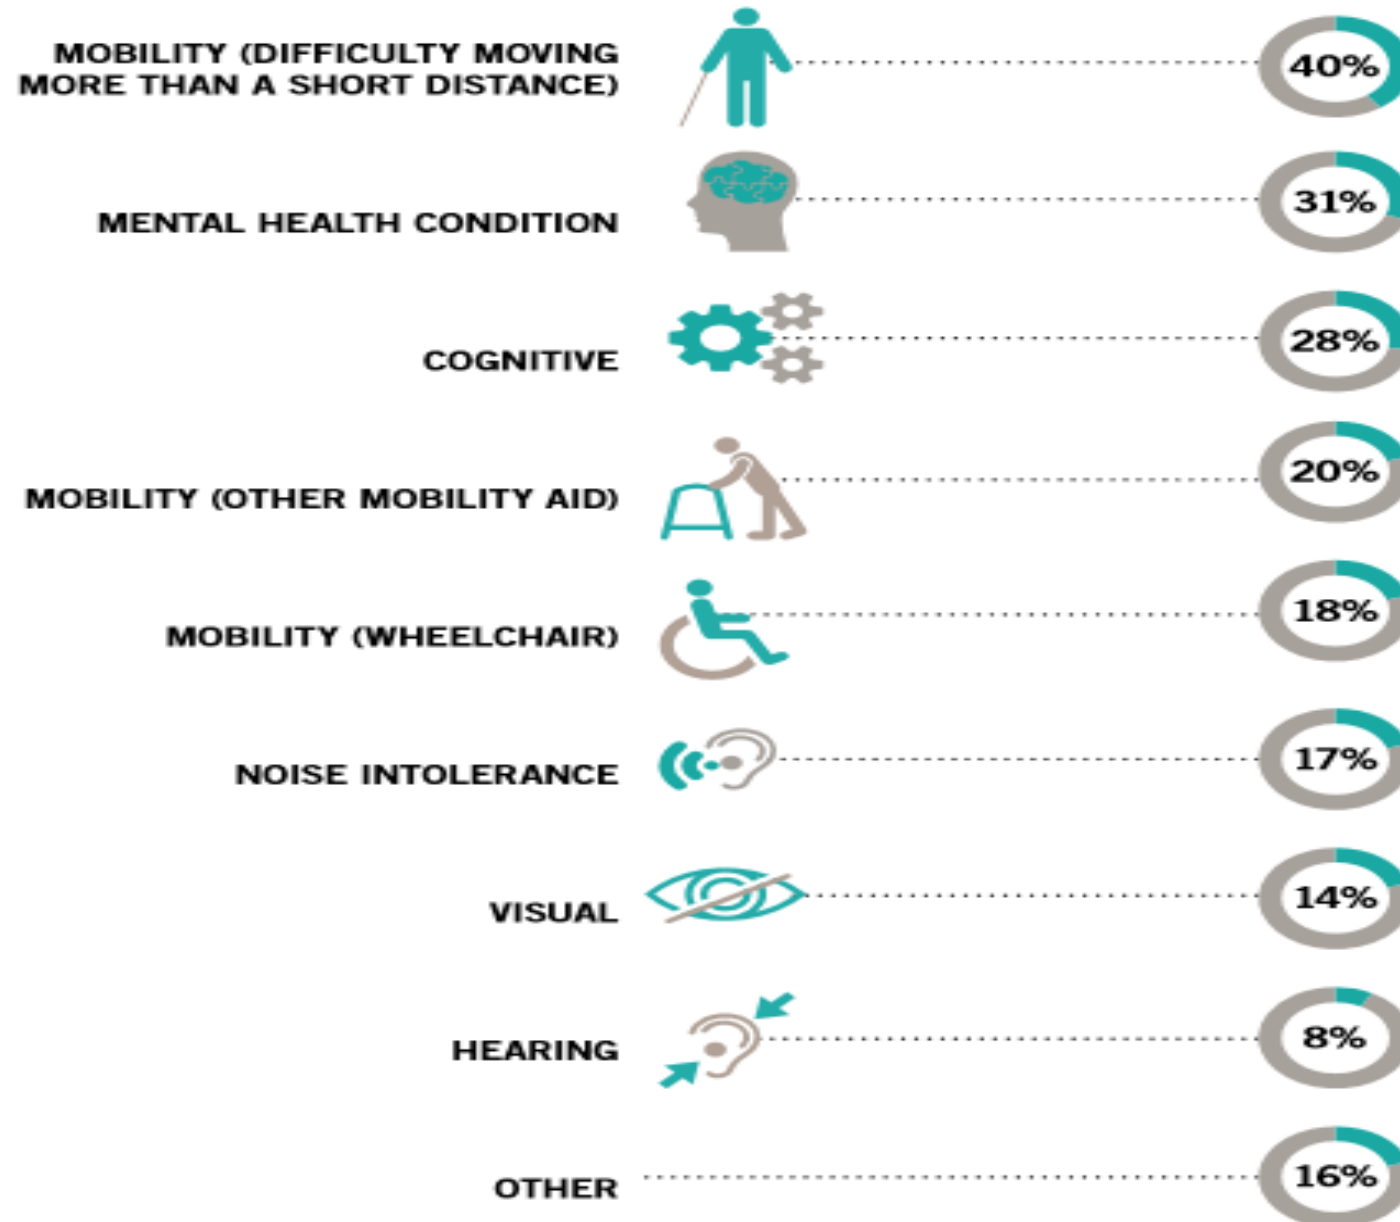 MOBILITY (DIFFICULTY MOVING
MORE THAN A SHORT DISTANCE)
40%
MENTAL HEALTH CONDITION
31%
COGNITIVE
28%
MOBILITY (OTHER MOBILITY AID)
20%
MOBILITY (WHEELCHAIR)
18%
NOISE INTOLERANCE
17%
VISUAL
14%
HEARING
8%
OTHER
16%